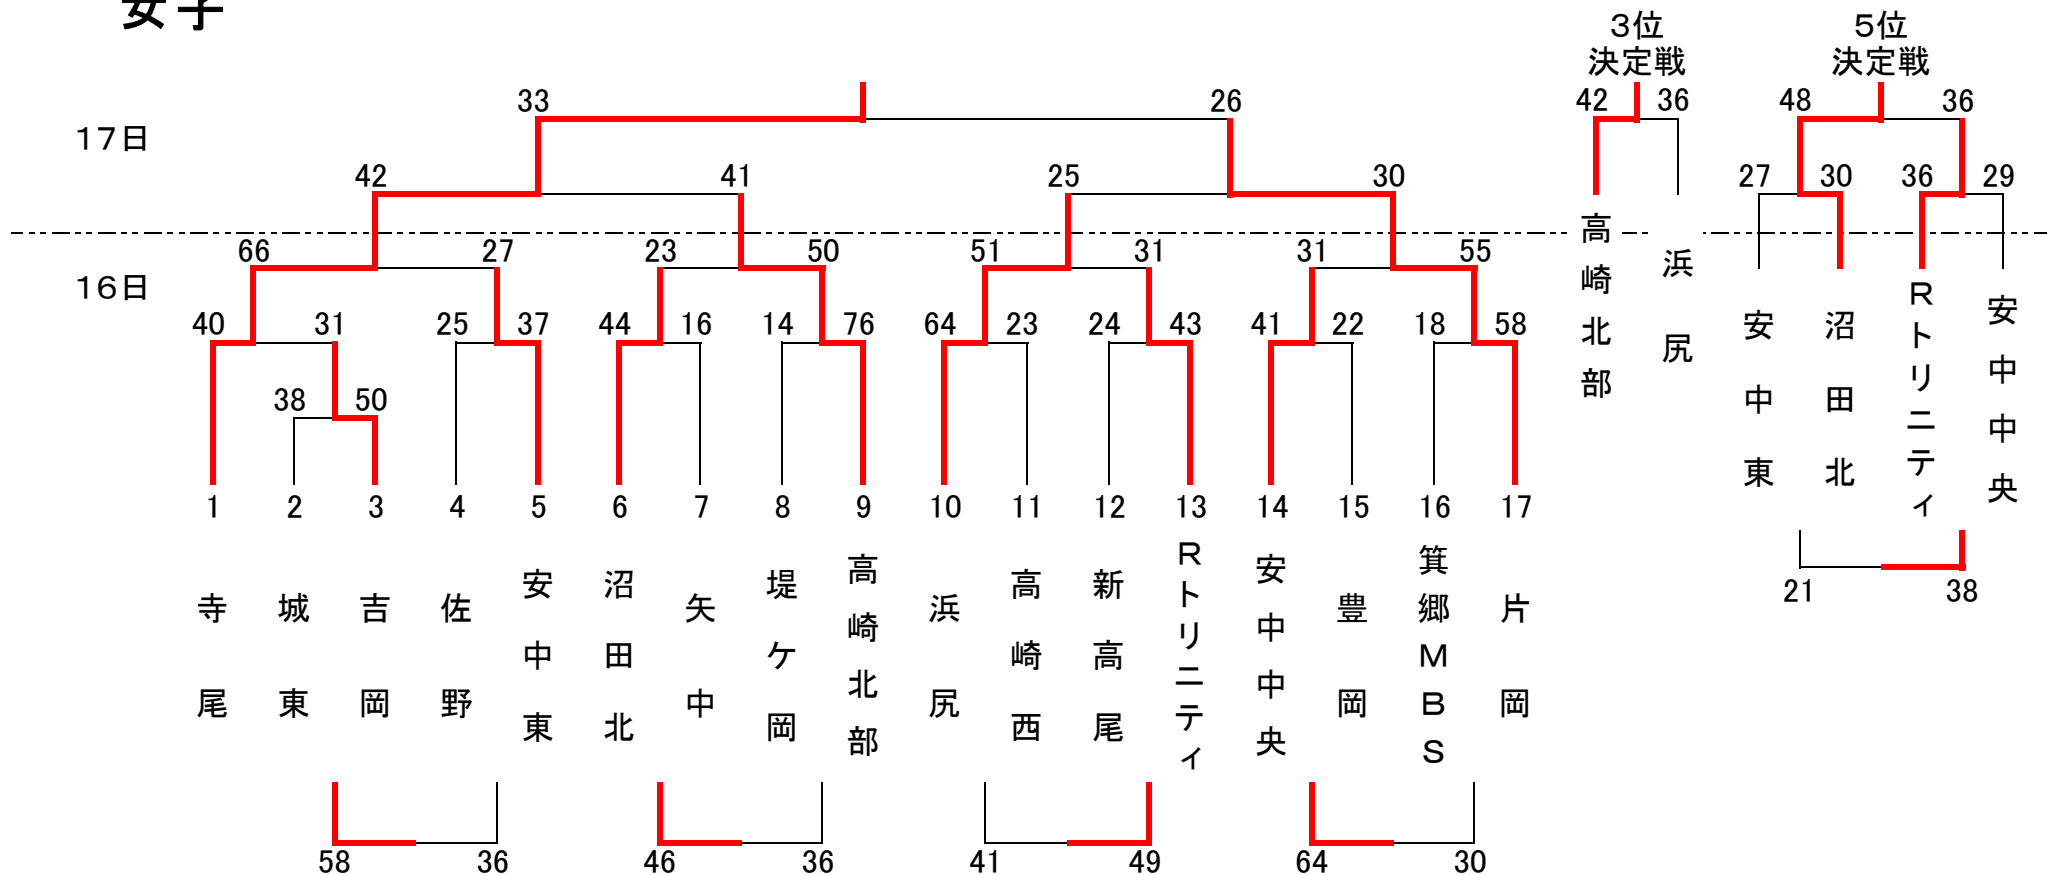 女子
3位
決定戦
5位
決定戦
33 26 42 36 48 36
17日
42 41 25 30 27 30 36 29
66 27 23 50 51 31 31 55
16日
40 31 25 37 44 16 14 76 64 23 24 43 41 22 18 58
38 50
高崎北部
浜尻
安中東
沼田北
Rトリニティ
安中中央
1 2 3 4 5 6 7 8 9 10 11 12 13 14 15 16 17
寺尾
城東
吉岡
佐野
安中東
沼田北
矢中
堤ケ岡
高崎北部
浜尻
高崎西
新高尾
Rトリニティ
安中中央
豊岡
箕郷MBS
片岡
21 38
58 36 46 36 41 49 64 30